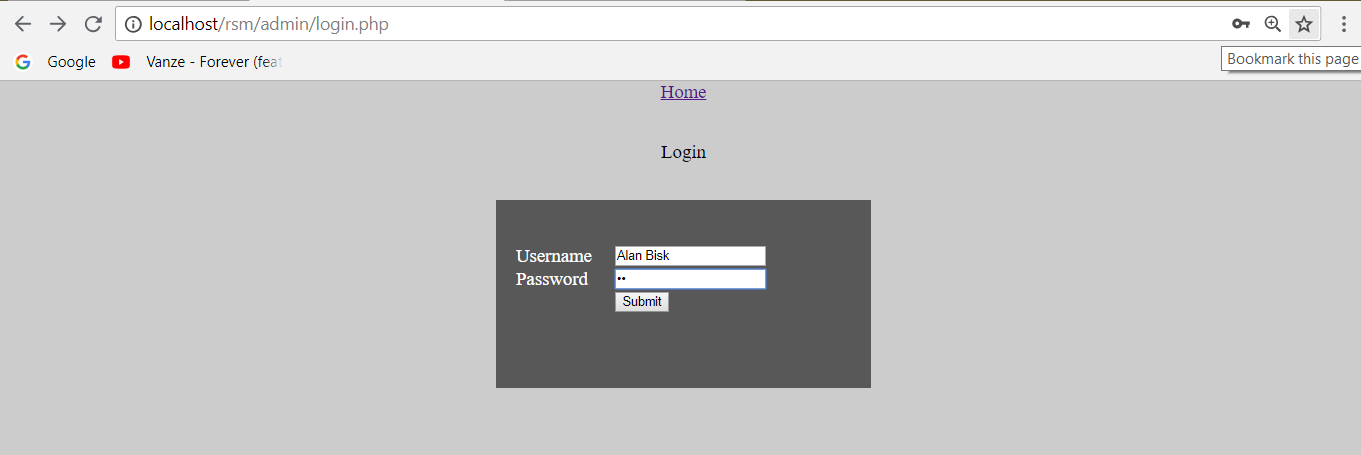 localhost/rsm/admin/login.php
Google Vanze - Forever (feat
Bookmark this page
Home
Login
Username Alan Bisk
Password ••
Submit